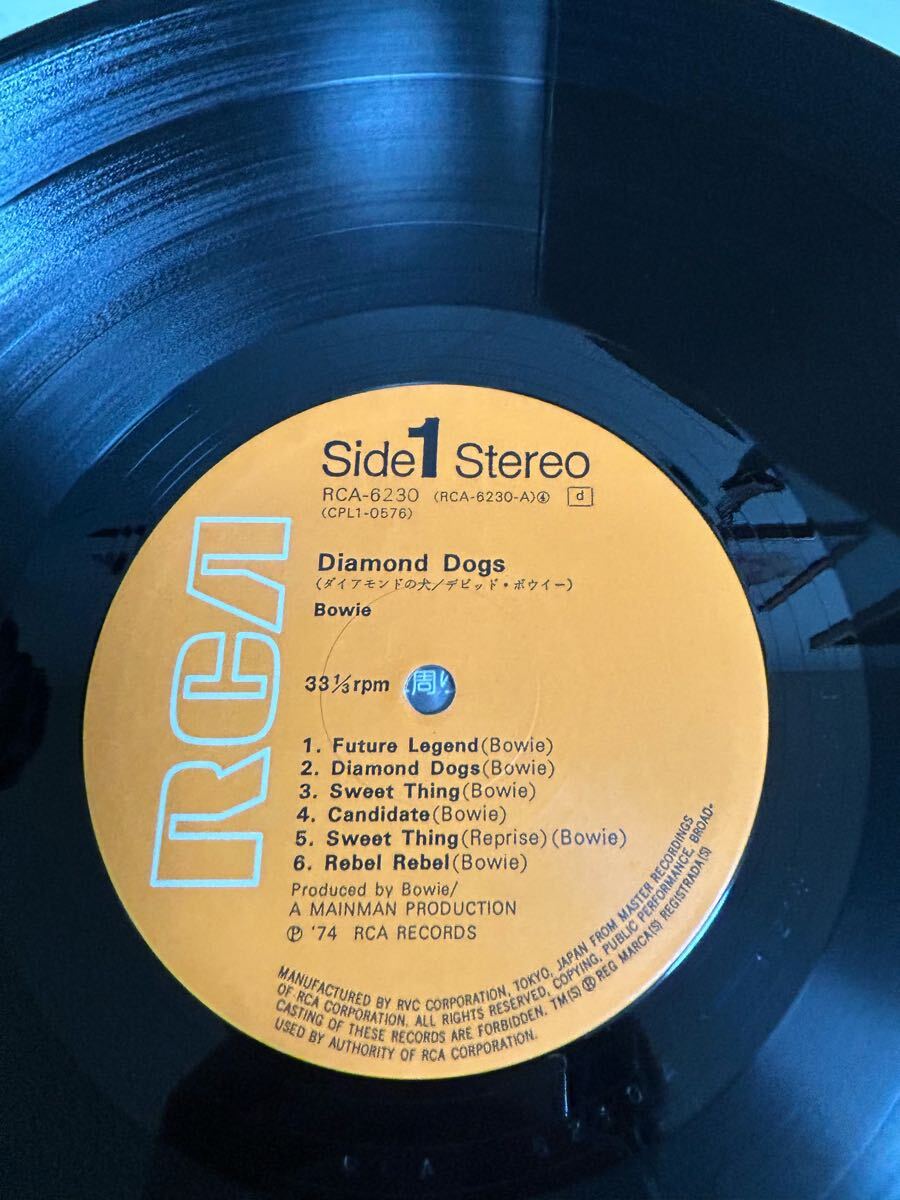 Side 1 Stereo
RCA-6230 (RCA-6230-A)④ d
(CPL1-0576)
Diamond Dogs
(ダイアモンドの犬/デビッド・ボウイー)
Bowie
33⅓rpm
周
1. Future Legend(Bowie)
2. Diamond Dogs(Bowie)
3. Sweet Thing(Bowie)
4. Candidate(Bowie)
5. Sweet Thing(Reprise)(Bowie)
6. Rebel Rebel(Bowie)
Produced by Bowie/
A MAINMAN PRODUCTION
℗ '74 RCA RECORDS
RCA
MANUFACTURED BY RVC CORPORATION, TOKYO, JAPAN FROM MASTER RECORDINGS
OF RCA CORPORATION. ALL RIGHTS RESERVED, COPYING, PUBLIC PERFORMANCE, BROAD-
CASTING OF THESE RECORDS ARE FORBIDDEN. TM(S) ® REG MARCA(S) REGISTRADA(S)
USED BY AUTHORITY OF RCA CORPORATION.